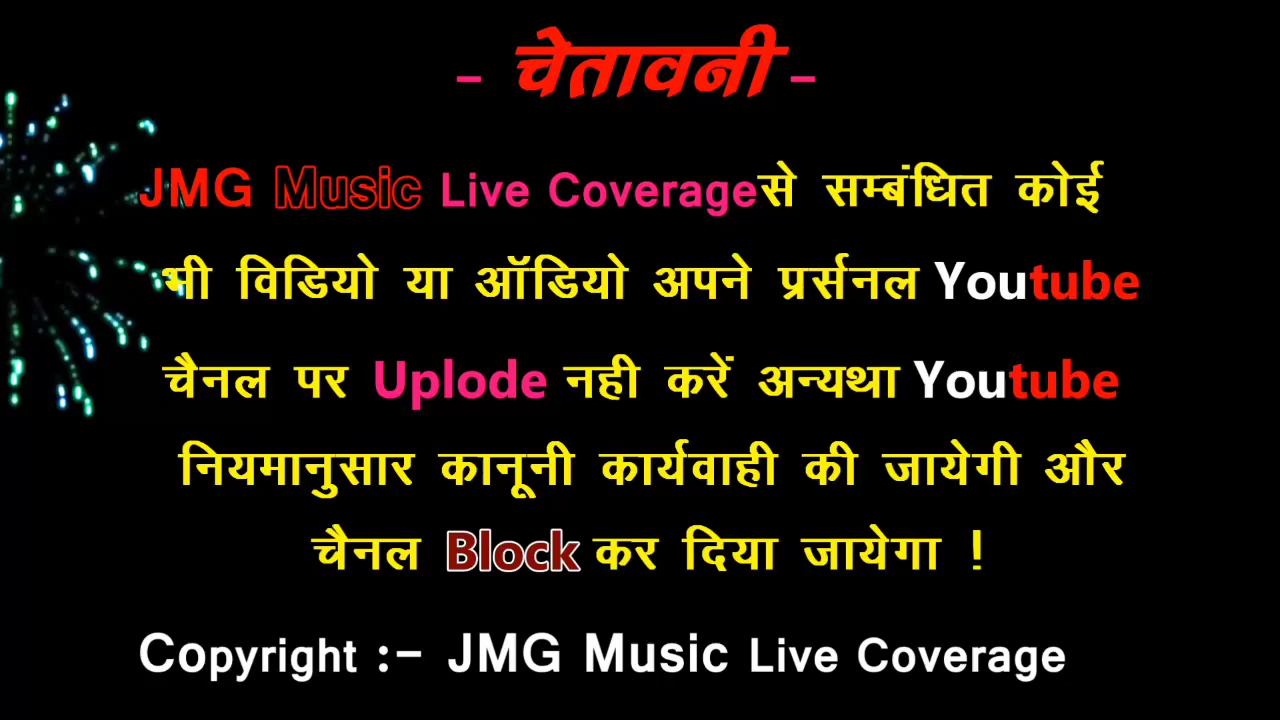 - चेतावनी -
JMG Music Live Coverageसे सम्बंधित कोई
भी विडियो या ऑडियो अपने प्रर्सनल Youtube
चैनल पर Uplode नही करें अन्यथा Youtube
नियमानुसार कानूनी कार्यवाही की जायेगी और
चैनल Block कर दिया जायेगा !
Copyright :- JMG Music Live Coverage